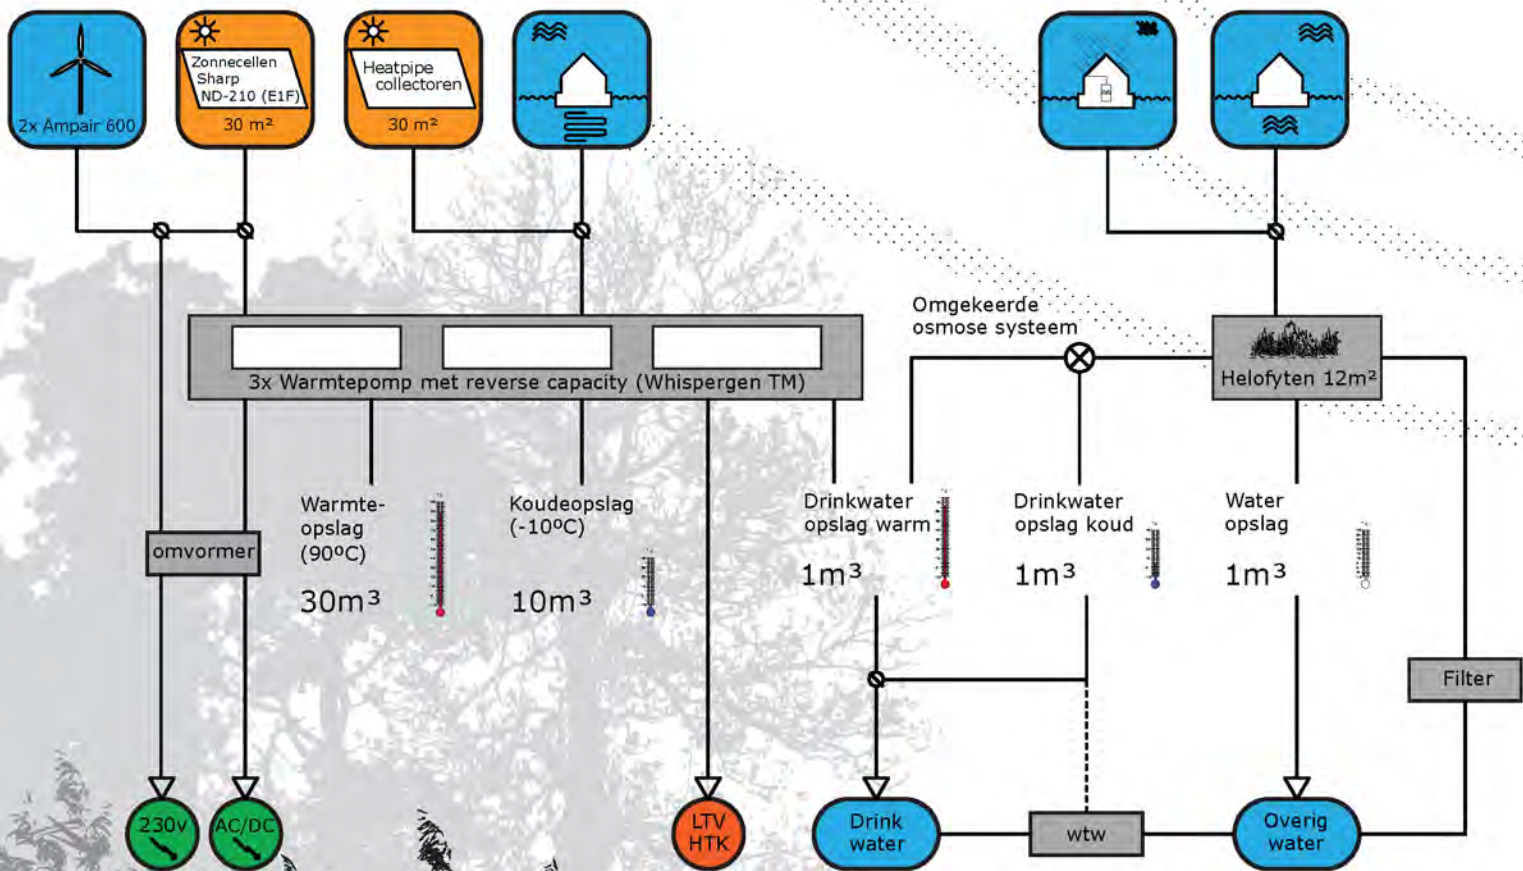 2x Ampair 600
Zonnecellen
Sharp
ND-210 (E1F)
30 m²
Heatpipe
collectoren
30 m²
Omgekeerde
osmose systeem
3x Warmtepomp met reverse capacity (Whispergen TM)
Helofyten 12m²
omvormer
Warmte-
opslag
(90ºC)
30m³
Koudeopslag
(-10ºC)
10m³
Drinkwater
opslag warm
1m³
Drinkwater
opslag koud
1m³
Water
opslag
1m³
Filter
230v
AC/DC
LTV
HTK
Drink
water
wtw
Overig
water